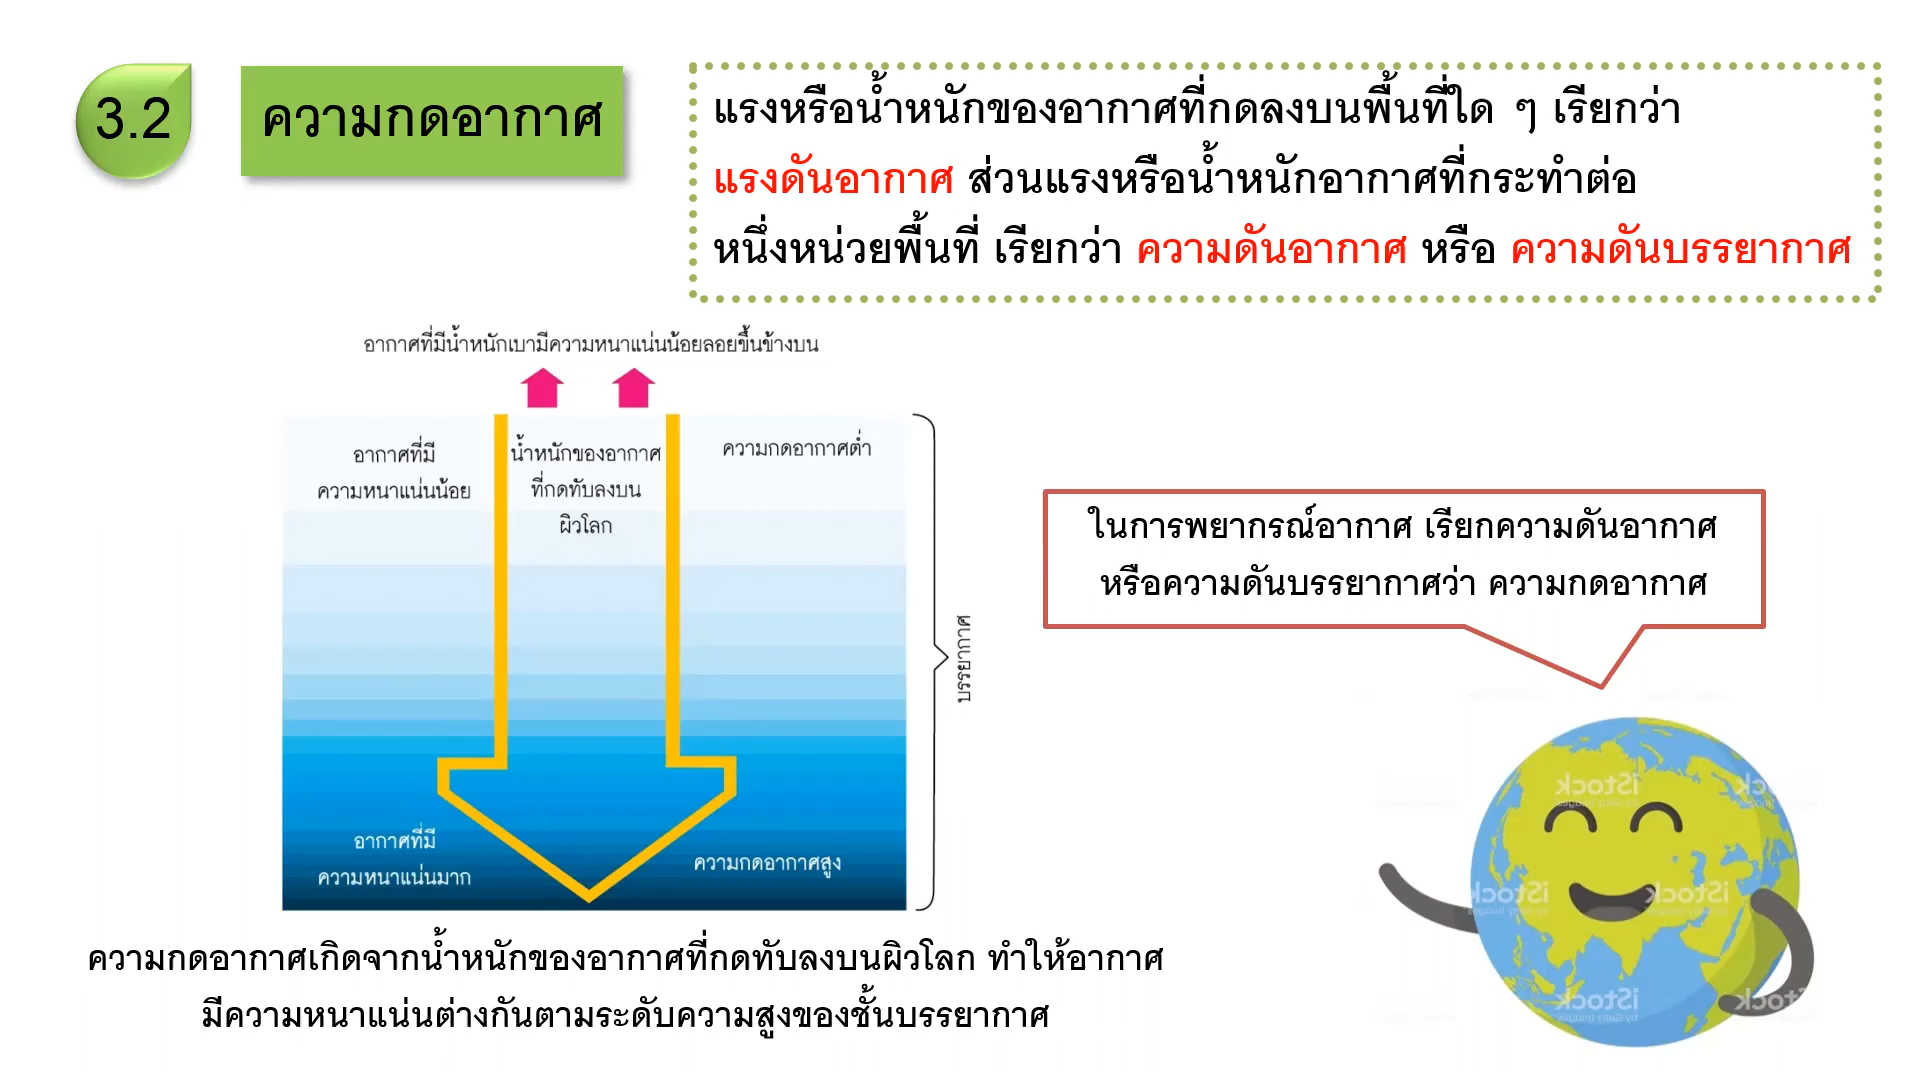 3.2
ความกดอากาศ
แรงหรือน้ำหนักของอากาศที่กดลงบนพื้นที่ใด ๆ เรียกว่า
แรงดันอากาศ ส่วนแรงหรือน้ำหนักอากาศที่กระทำต่อ
หนึ่งหน่วยพื้นที่ เรียกว่า ความดันอากาศ หรือ ความดันบรรยากาศ
อากาศที่มีน้ำหนักเบามีความหนาแน่นน้อยลอยขึ้นข้างบน
อากาศที่มี
ความหนาแน่นน้อย
น้ำหนักของอากาศ
ที่กดทับลงบน
ผิวโลก
ความกดอากาศต่ำ
บรรยากาศ
อากาศที่มี
ความหนาแน่นมาก
ความกดอากาศสูง
ในการพยากรณ์อากาศ เรียกความดันอากาศ
หรือความดันบรรยากาศว่า ความกดอากาศ
ความกดอากาศเกิดจากน้ำหนักของอากาศที่กดทับลงบนผิวโลก ทำให้อากาศ
มีความหนาแน่นต่างกันตามระดับความสูงของชั้นบรรยากาศ
iStock
iStock
iStock
iStock
by Getty Images